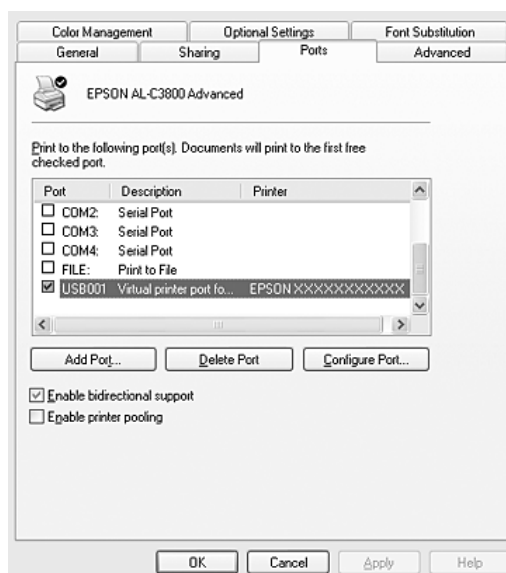 Color Management Optional Settings Font Substitution
General Sharing Ports Advanced
EPSON AL-C3800 Advanced
Print to the following port(s). Documents will print to the first free
checked port.
Port Description Printer
COM2: Serial Port
COM3: Serial Port
COM4: Serial Port
FILE: Print to File
USB001 Virtual printer port fo... EPSON XXXXXXXXXXX
Add Port... Delete Port Configure Port...
Enable bidirectional support
Enable printer pooling
OK Cancel Apply Help